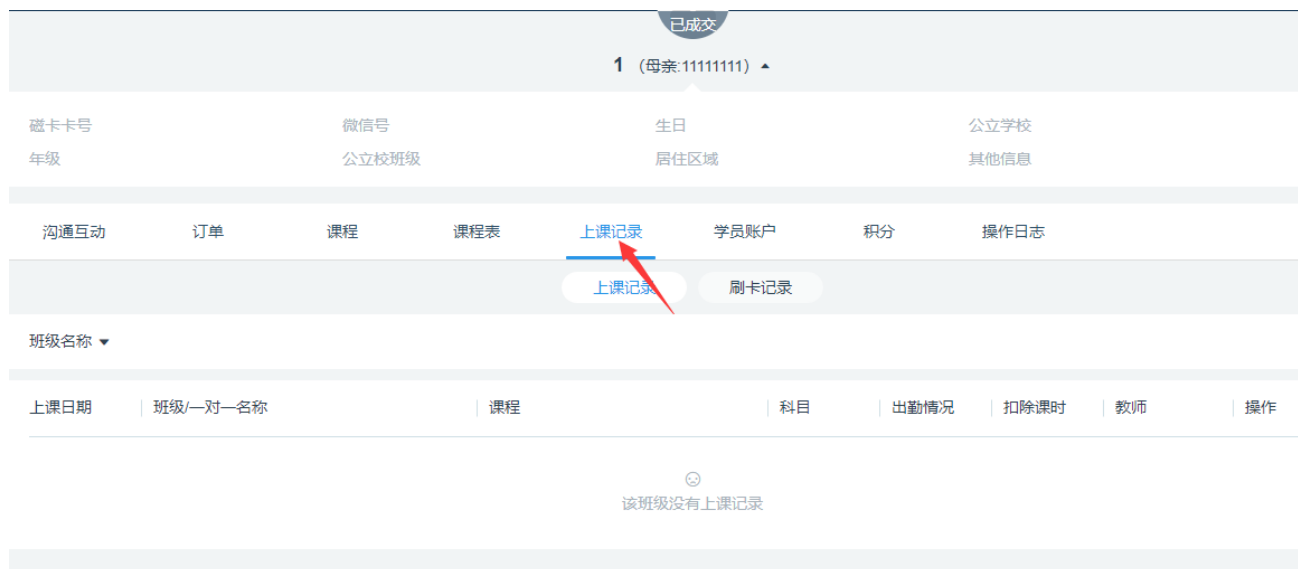 已成交
1 (母亲:11111111)
磁卡卡号 微信号 生日 公立学校
年级 公立校班级 居住区域 其他信息
沟通互动 订单 课程 课程表 上课记录 学员账户 积分 操作日志
上课记录 刷卡记录
班级名称
上课日期 班级/一对一名称 课程 科目 出勤情况 扣除课时 教师 操作
该班级没有上课记录